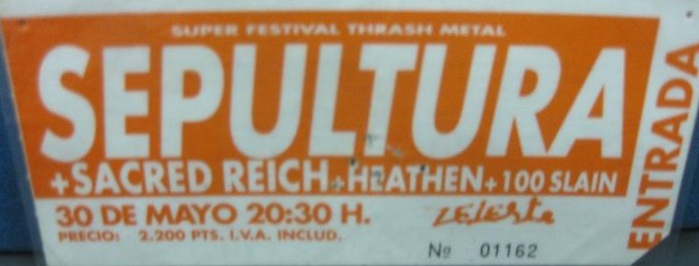 SUPER FESTIVAL THRASH METAL
SEPULTURA
+SACRED REICH+HEATHEN+100 SLAIN
30 DE MAYO 20:30 H.
Zeleste
PRECIO: 2.200 PTS. I.V.A. INCLUD.
Nº 01162
ENTRADA